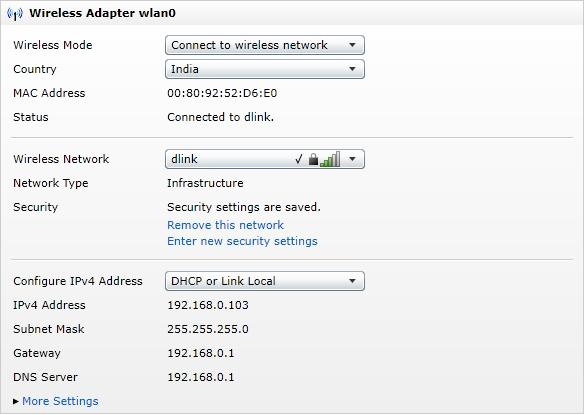 Wireless Adapter wlan0
Wireless Mode Connect to wireless network
Country India
MAC Address 00:80:92:52:D6:E0
Status Connected to dlink.
Wireless Network dlink
Network Type Infrastructure
Security Security settings are saved.
Remove this network
Enter new security settings
Configure IPv4 Address DHCP or Link Local
IPv4 Address 192.168.0.103
Subnet Mask 255.255.255.0
Gateway 192.168.0.1
DNS Server 192.168.0.1
More Settings